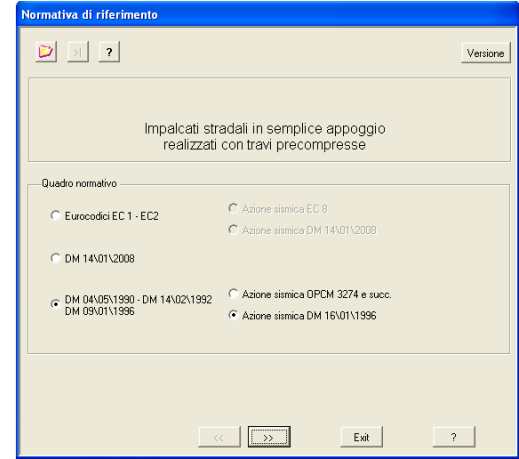 Normativa di riferimento
>|
?
Versione
Impalcati stradali in semplice appoggio
realizzati con travi precompresse
Quadro normativo
Eurocodici EC 1 - EC2
Azione sismica EC 8
Azione sismica DM 14\01\2008
DM 14\01\2008
DM 04\05\1990 - DM 14\02\1992
DM 09\01\1996
Azione sismica OPCM 3274 e succ.
Azione sismica DM 16\01\1996
<<
>>
Exit
?